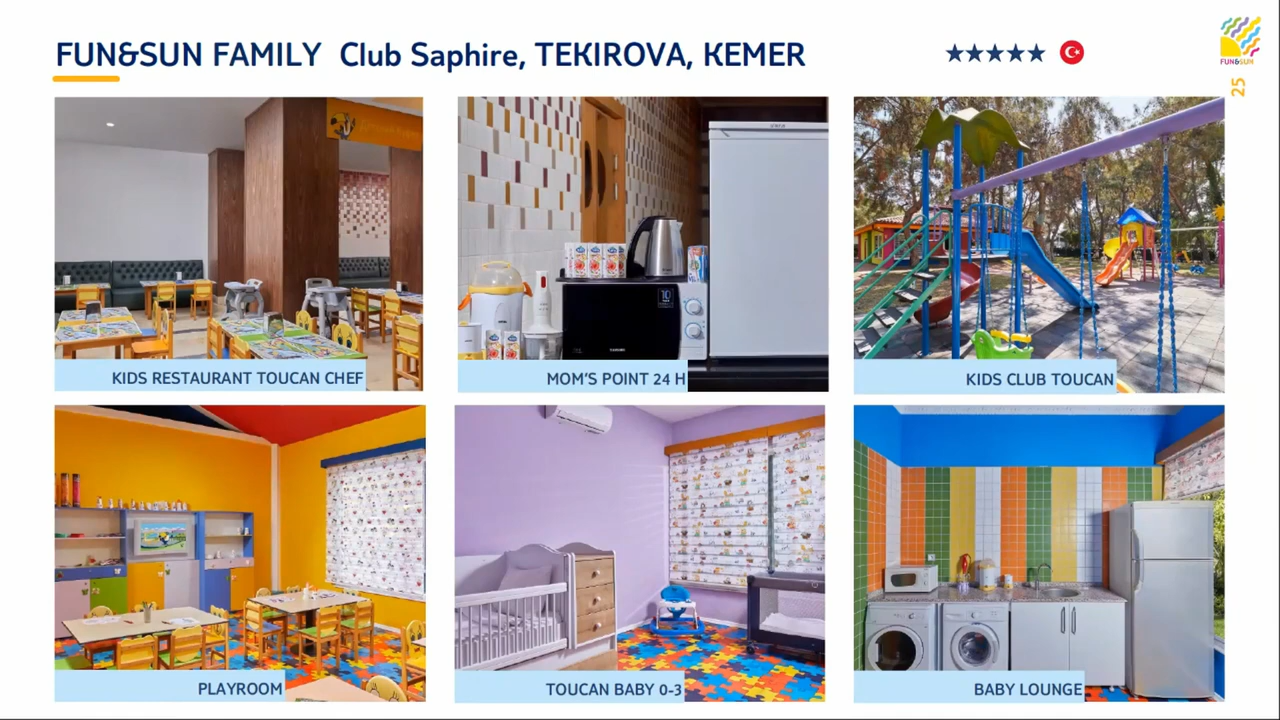 FUN&SUN FAMILY Club Saphire, TEKIROVA, KEMER
FUN&SUN
25
KIDS RESTAURANT TOUCAN CHEF
MOM'S POINT 24 H
KIDS CLUB TOUCAN
PLAYROOM
TOUCAN BABY 0-3
BABY LOUNGE